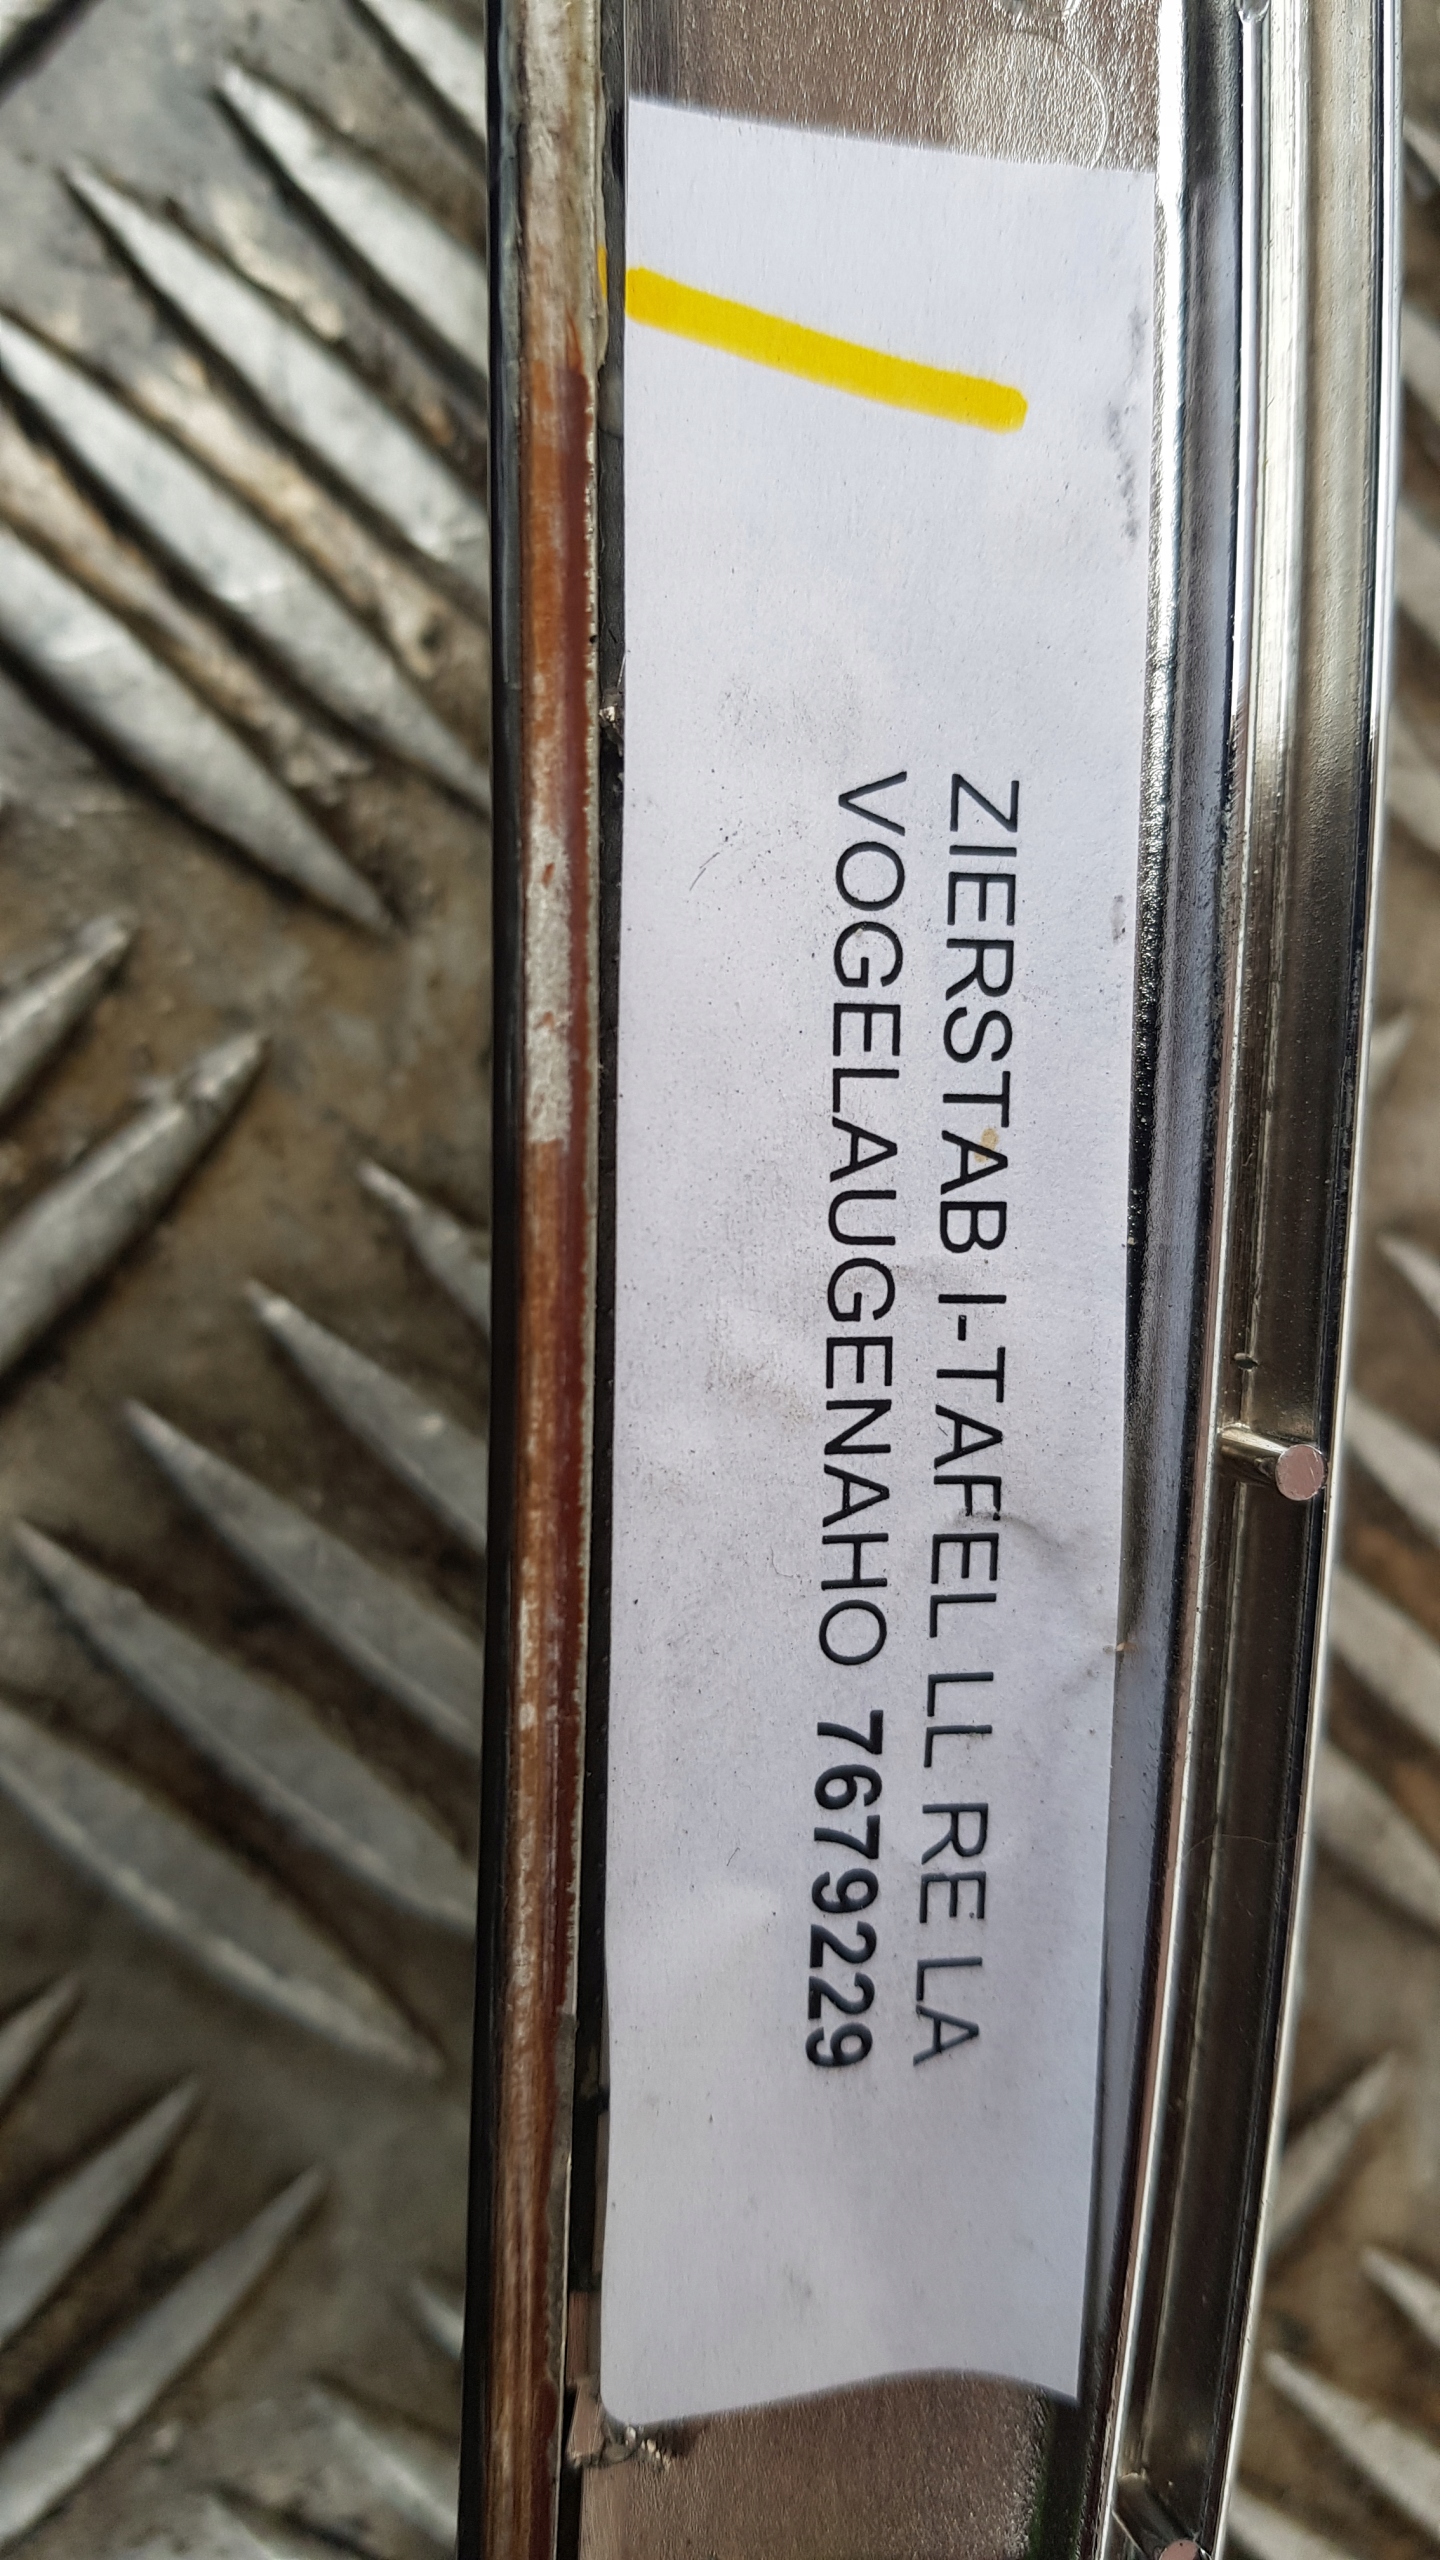 ZIERSTAB I-TAFEL LL RE LA
VOGELAUGENAHO 7679229